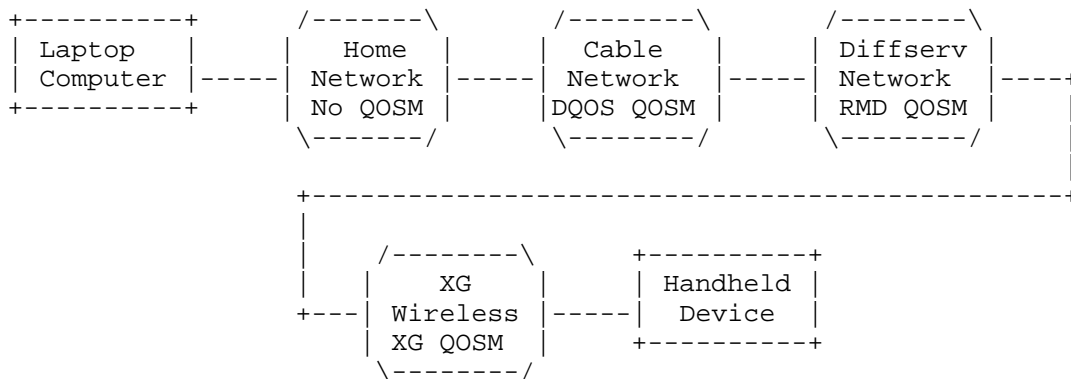 Laptop Home Cable Diffserv
Computer Network Network Network
No QOSM DQOS QOSM RMD QOSM
XG Handheld
Wireless Device
XG QOSM